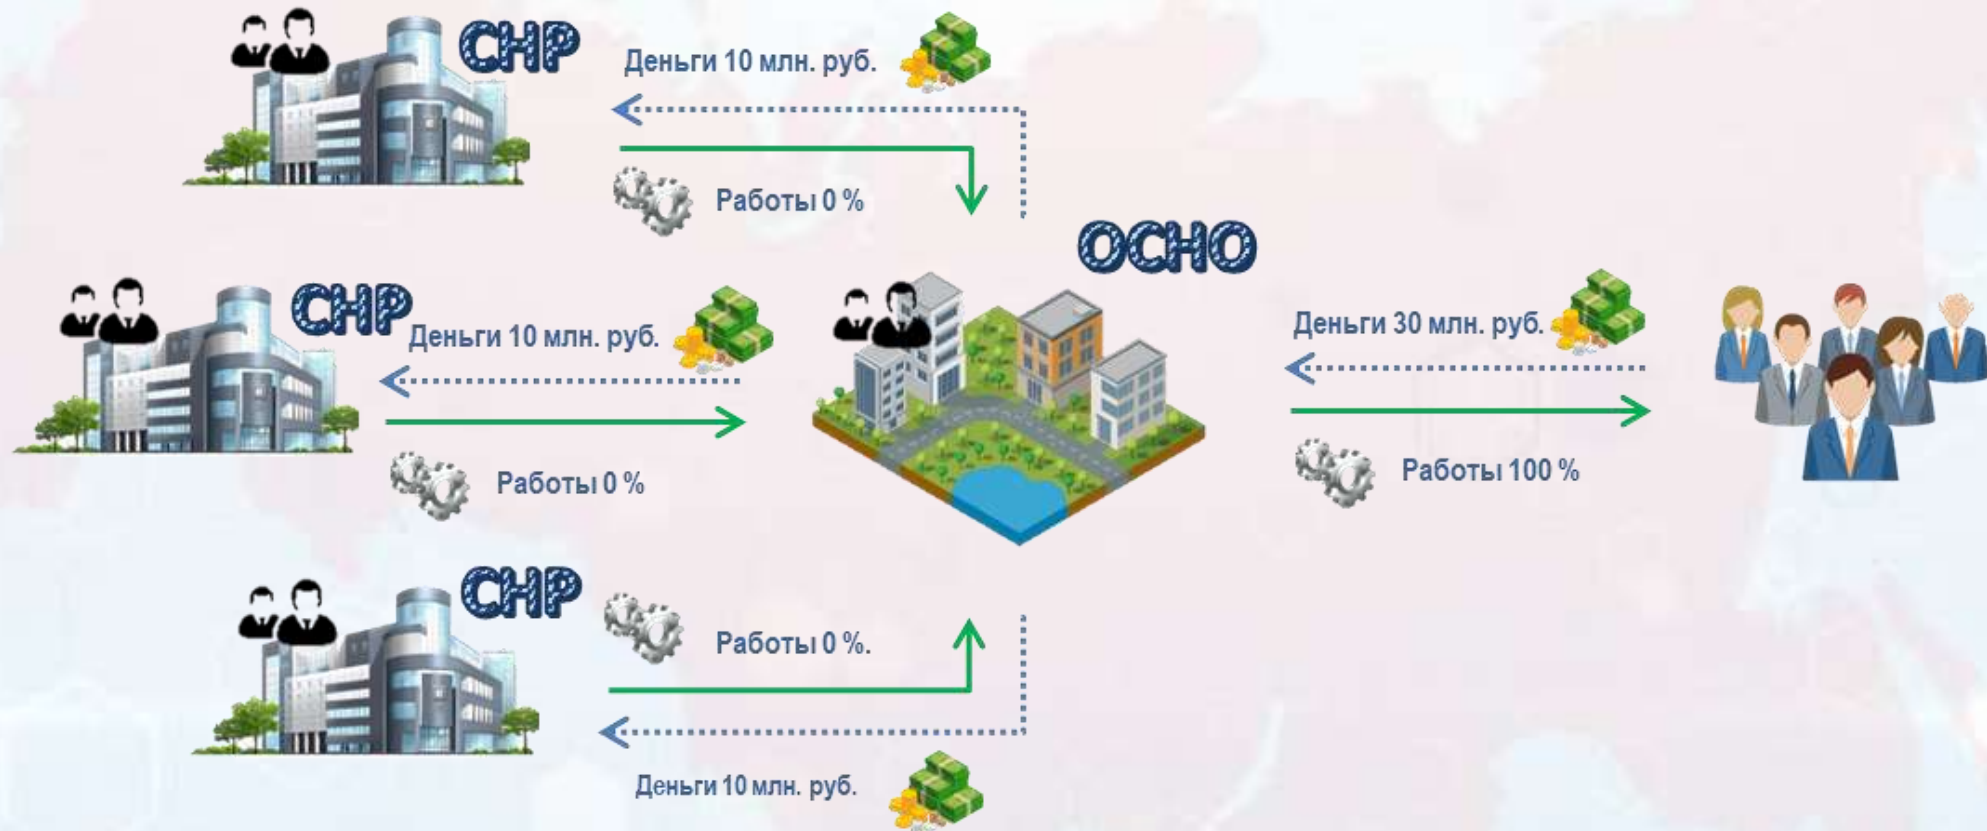 СНР
Деньги 10 млн. руб.
Работы 0 %
ОСНО
СНР
Деньги 10 млн. руб.
Работы 0 %
Деньги 30 млн. руб.
Работы 100 %
СНР
Работы 0 %.
Деньги 10 млн. руб.